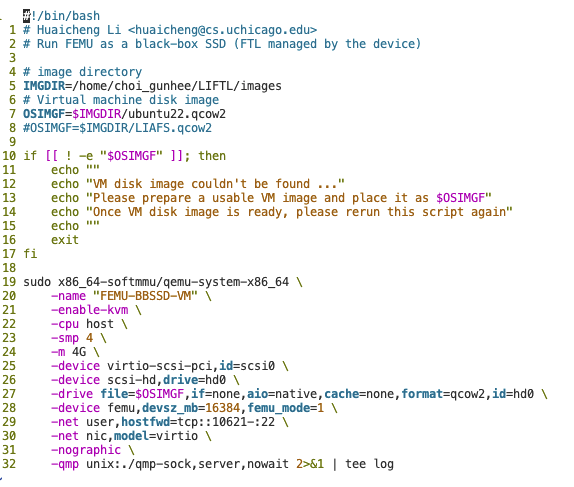 #!/bin/bash
1 # Huaicheng Li <huaicheng@cs.uchicago.edu>
2 # Run FEMU as a black-box SSD (FTL managed by the device)
3
4 # image directory
5 IMGDIR=/home/choi_gunhee/LIFTL/images
6 # Virtual machine disk image
7 OSIMGF=$IMGDIR/ubuntu22.qcow2
8 #OSIMGF=$IMGDIR/LIAFS.qcow2
9
10 if [[ ! -e "$OSIMGF" ]]; then
11     echo ""
12     echo "VM disk image couldn't be found ..."
13     echo "Please prepare a usable VM image and place it as $OSIMGF"
14     echo "Once VM disk image is ready, please rerun this script again"
15     echo ""
16     exit
17 fi
18
19 sudo x86_64-softmmu/qemu-system-x86_64 \
20     -name "FEMU-BBSSD-VM" \
21     -enable-kvm \
22     -cpu host \
23     -smp 4 \
24     -m 4G \
25     -device virtio-scsi-pci,id=scsi0 \
26     -device scsi-hd,drive=hd0 \
27     -drive file=$OSIMGF,if=none,aio=native,cache=none,format=qcow2,id=hd0 \
28     -device femu,devsz_mb=16384,femu_mode=1 \
29     -net user,hostfwd=tcp::10621-:22 \
30     -net nic,model=virtio \
31     -nographic \
32     -qmp unix:./qmp-sock,server,nowait 2>&1 | tee log